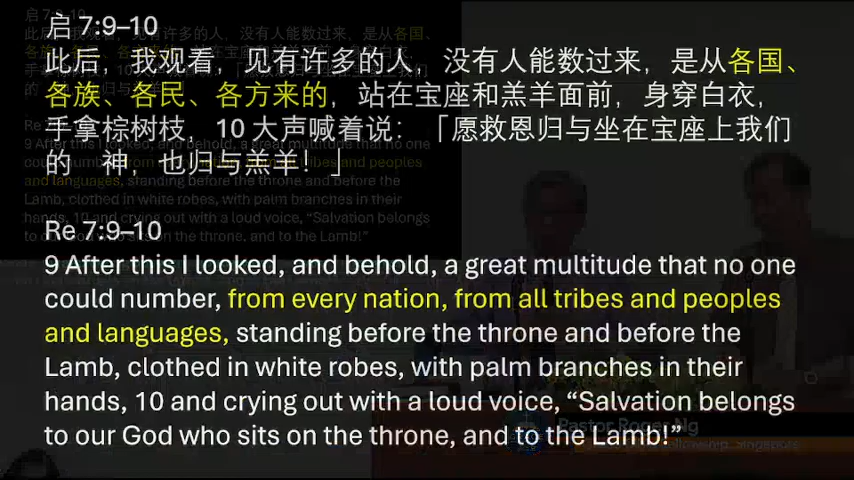 启 7:9–10
此后，我观看，见有许多的人，没有人能数过来，是从各国、
各族、各民、各方来的，站在宝座和羔羊面前，身穿白衣，
手拿棕树枝，10 大声喊着说：「愿救恩归与坐在宝座上我们
的　神，也归与羔羊！」
Re 7:9–10
9 After this I looked, and behold, a great multitude that no one
could number, from every nation, from all tribes and peoples
and languages, standing before the throne and before the
Lamb, clothed in white robes, with palm branches in their
hands, 10 and crying out with a loud voice, “Salvation belongs
to our God who sits on the throne, and to the Lamb!”
Pastor Roger Ng